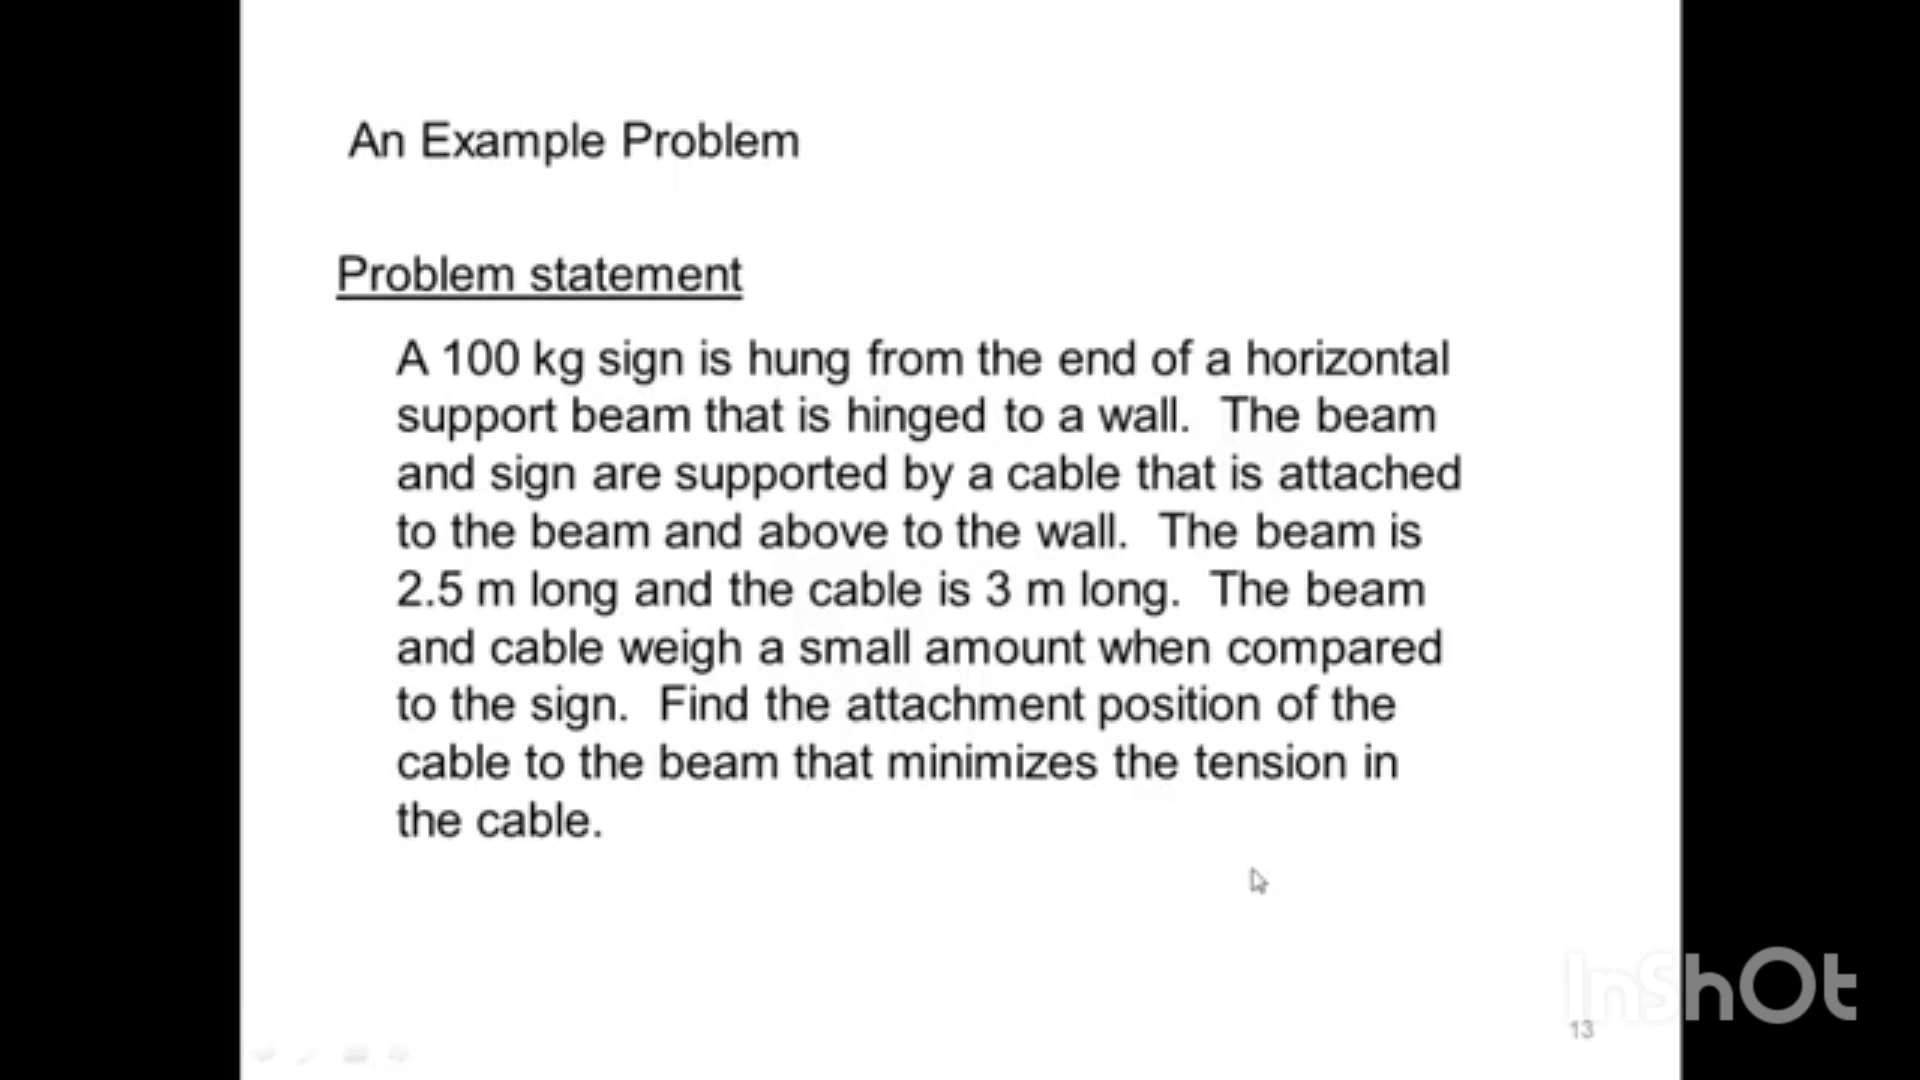 An Example Problem
Problem statement
A 100 kg sign is hung from the end of a horizontal
support beam that is hinged to a wall. The beam
and sign are supported by a cable that is attached
to the beam and above to the wall. The beam is
2.5 m long and the cable is 3 m long. The beam
and cable weigh a small amount when compared
to the sign. Find the attachment position of the
cable to the beam that minimizes the tension in
the cable.
InShOt
13